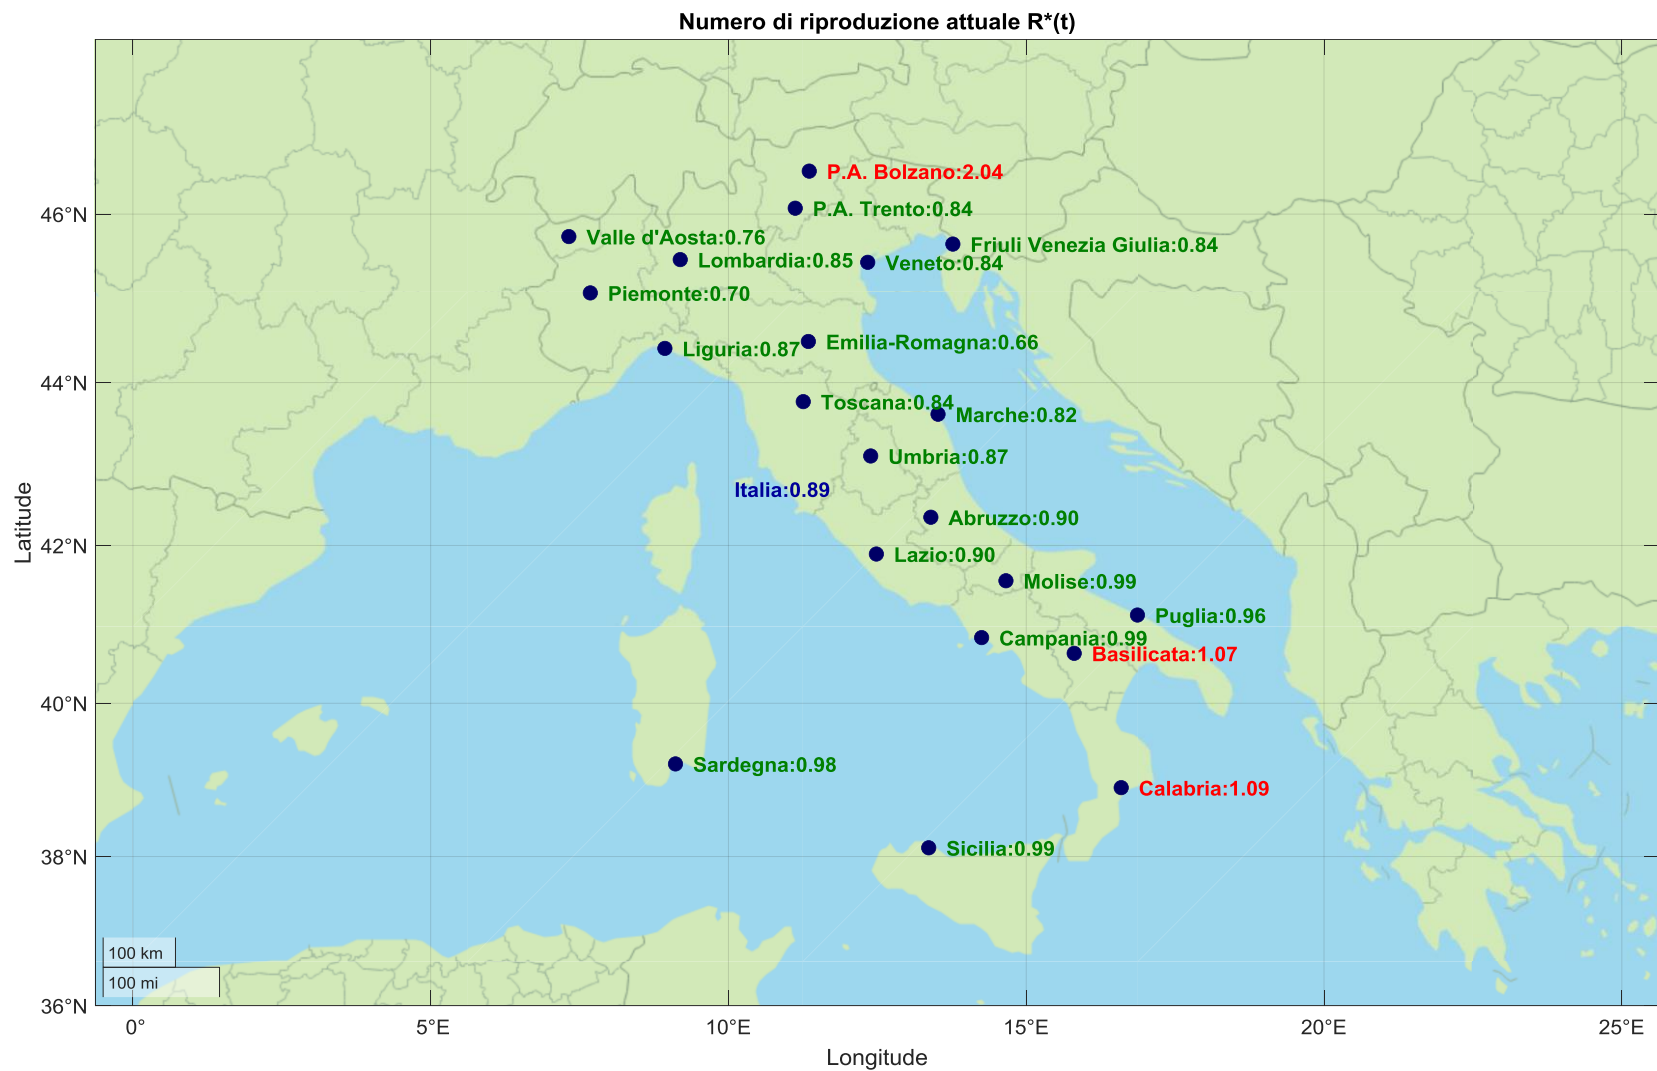 Numero di riproduzione attuale R*(t)
P.A. Bolzano:2.04
P.A. Trento:0.84
Valle d'Aosta:0.76
Friuli Venezia Giulia:0.84
Lombardia:0.85
Veneto:0.84
Piemonte:0.70
Emilia-Romagna:0.66
Liguria:0.87
Toscana:0.84
Marche:0.82
Umbria:0.87
Italia:0.89
Abruzzo:0.90
Lazio:0.90
Molise:0.99
Puglia:0.96
Campania:0.99
Basilicata:1.07
Sardegna:0.98
Calabria:1.09
Sicilia:0.99
46°N
44°N
42°N
40°N
38°N
36°N
Latitude
100 km
100 mi
0°
5°E
10°E
15°E
20°E
25°E
Longitude